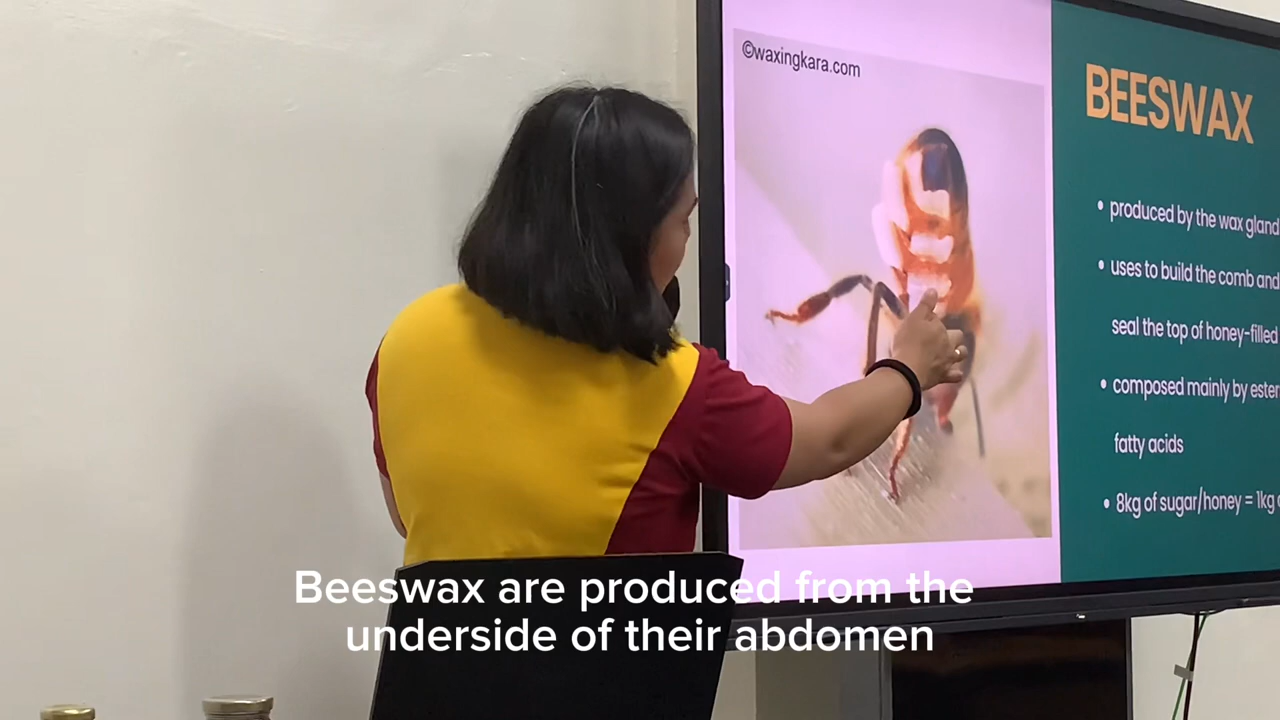 ©waxingkara.com
BEESWAX
• produced by the wax gland
• uses to build the comb and
seal the top of honey-filled
• composed mainly by ester
fatty acids
• 8kg of sugar/honey = 1kg
Beeswax are produced from the
underside of their abdomen